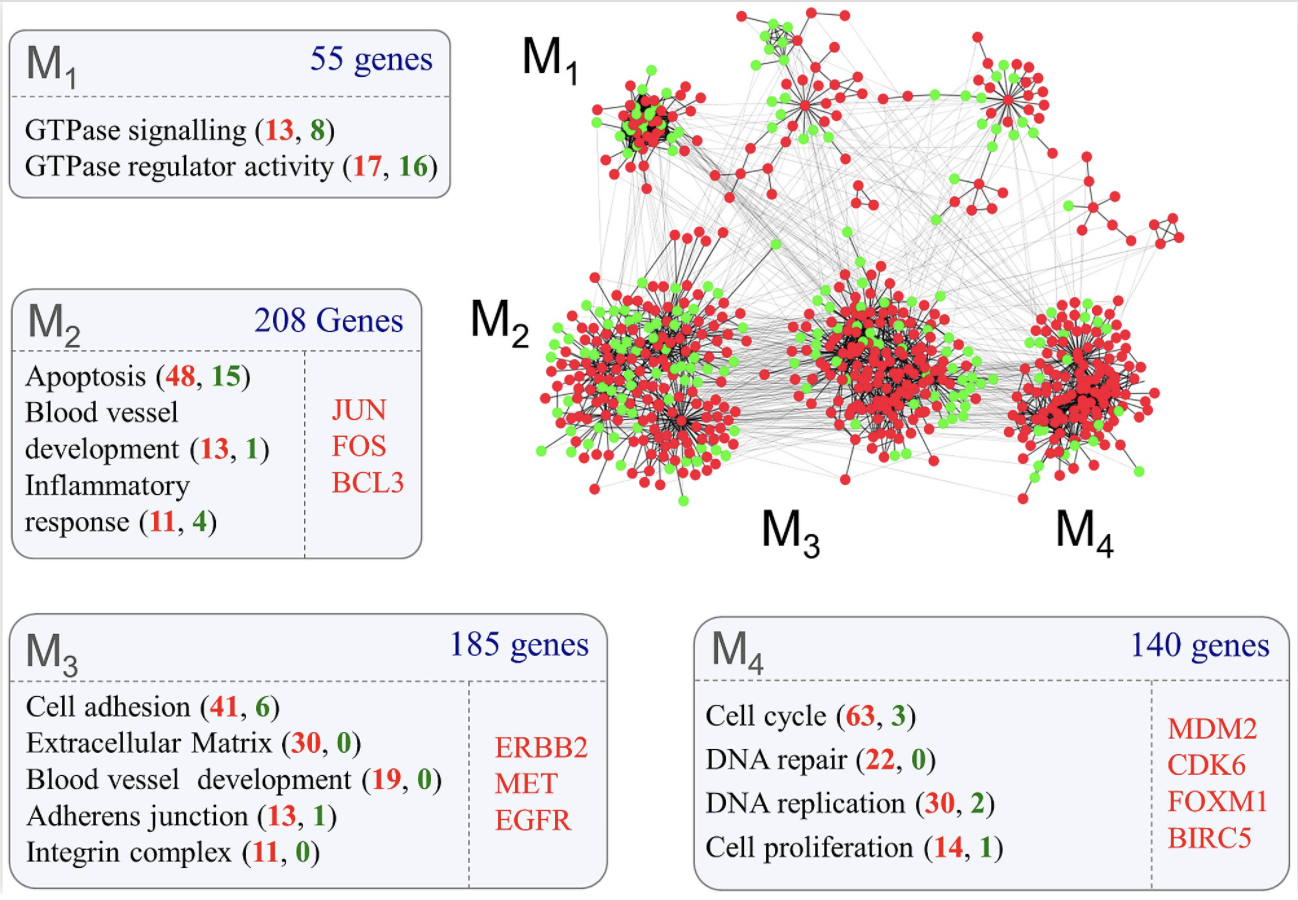 M1 55 genes
GTPase signalling (13, 8)
GTPase regulator activity (17, 16)
M1
M2 208 Genes
Apoptosis (48, 15)
Blood vessel
development (13, 1)
Inflammatory
response (11, 4)
JUN
FOS
BCL3
M2
M3
M4
M3 185 genes
Cell adhesion (41, 6)
Extracellular Matrix (30, 0)
Blood vessel development (19, 0)
Adherens junction (13, 1)
Integrin complex (11, 0)
ERBB2
MET
EGFR
M4 140 genes
Cell cycle (63, 3)
DNA repair (22, 0)
DNA replication (30, 2)
Cell proliferation (14, 1)
MDM2
CDK6
FOXM1
BIRC5